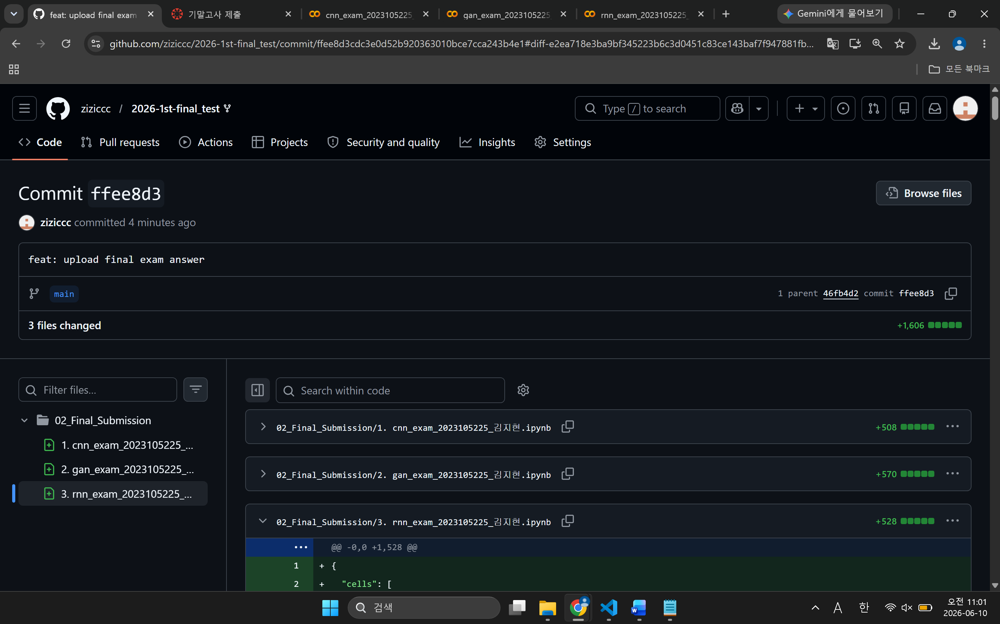 feat: upload final exam
기말고사 제출
cnn_exam_2023105225_
gan_exam_2023105225
rnn_exam_2023105225_
Gemini에게 물어보기
github.com/ziziccc/2026-1st-final_test/commit/ffee8d3cdc3e0d52b920363010bce7cca243b4e1#diff-e2ea718e3ba9bf345223b6c3d0451c83ce143baf7f947881fb...
모든 북마크
ziziccc / 2026-1st-final_test
Type / to search
Code
Pull requests
Actions
Projects
Security and quality
Insights
Settings
Commit ffee8d3
Browse files
ziziccc committed 4 minutes ago
feat: upload final exam answer
main
1 parent 46fb4d2 commit ffee8d3
3 files changed
+1,606
Filter files...
Search within code
02_Final_Submission
1. cnn_exam_2023105225_...
2. gan_exam_2023105225_...
3. rnn_exam_2023105225_...
02_Final_Submission/1. cnn_exam_2023105225_김지현.ipynb
+508
02_Final_Submission/2. gan_exam_2023105225_김지현.ipynb
+570
02_Final_Submission/3. rnn_exam_2023105225_김지현.ipynb
+528
@@ -0,0 +1,528 @@
1 + {
2 + "cells": [
검색
A
한
오전 11:01
2026-06-10